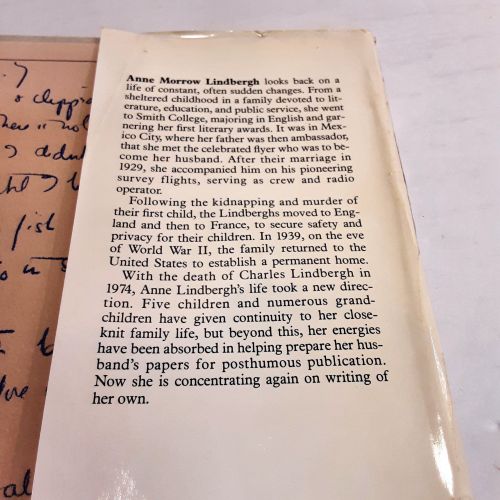 Anne Morrow Lindbergh looks back on a
life of constant, often sudden changes. From a
sheltered childhood in a family devoted to lit-
erature, education, and public service, she went
to Smith College, majoring in English and gar-
nering her first literary awards. It was in Mex-
ico City, where her father was then ambassador,
that she met the celebrated flyer who was to be-
come her husband. After their marriage in
1929, she accompanied him on his pioneering
survey flights, serving as crew and radio
operator.
Following the kidnapping and murder of
their first child, the Lindberghs moved to Eng-
land and then to France, to secure safety and
privacy for their children. In 1939, on the eve
of World War II, the family returned to the
United States to establish a permanent home.
With the death of Charles Lindbergh in
1974, Anne Lindbergh's life took a new direc-
tion. Five children and numerous grand-
children have given continuity to her close-
knit family life, but beyond this, her energies
have been absorbed in helping prepare her hus-
band's papers for posthumous publication.
Now she is concentrating again on writing of
her own.